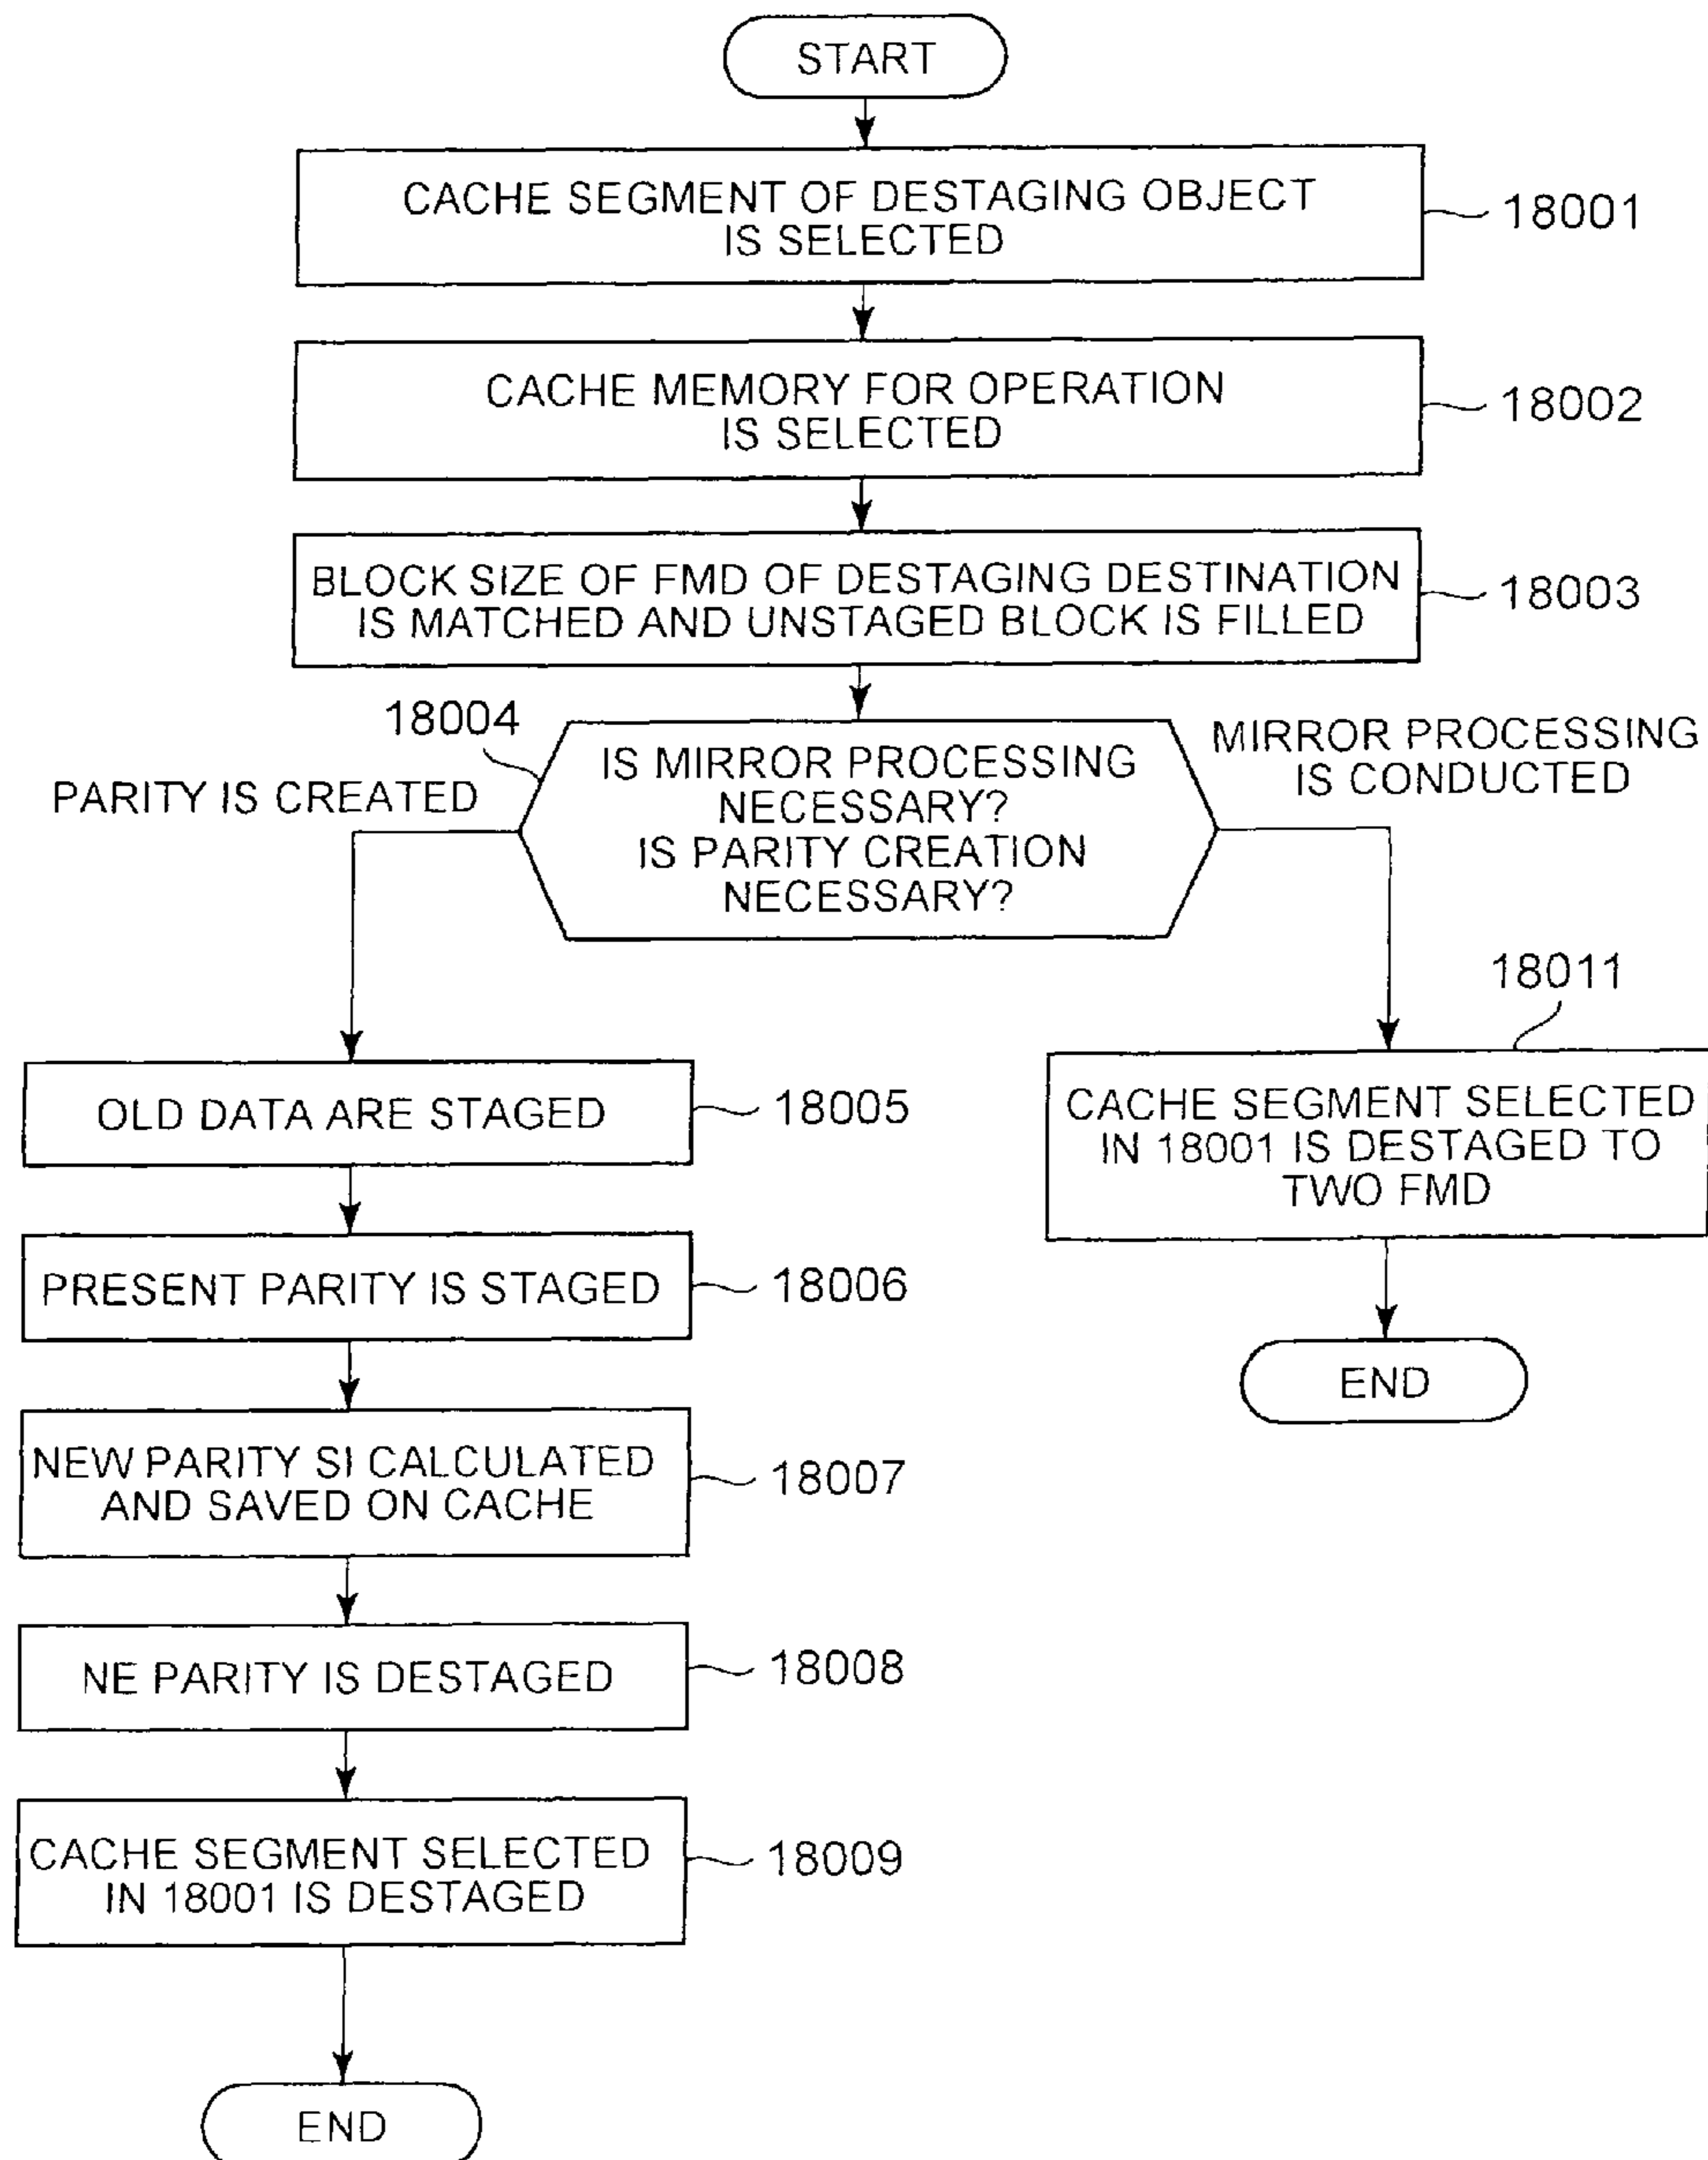 START
CACHE SEGMENT OF DESTAGING OBJECT
IS SELECTED
18001
CACHE MEMORY FOR OPERATION
IS SELECTED
18002
BLOCK SIZE OF FMD OF DESTAGING DESTINATION
IS MATCHED AND UNSTAGED BLOCK IS FILLED
18003
18004
IS MIRROR PROCESSING
NECESSARY?
IS PARITY CREATION
NECESSARY?
PARITY IS CREATED
MIRROR PROCESSING
IS CONDUCTED
OLD DATA ARE STAGED
18005
PRESENT PARITY IS STAGED
18006
NEW PARITY SI CALCULATED
AND SAVED ON CACHE
18007
NE PARITY IS DESTAGED
18008
CACHE SEGMENT SELECTED
IN 18001 IS DESTAGED
18009
END
18011
CACHE SEGMENT SELECTED
IN 18001 IS DESTAGED TO
TWO FMD
END